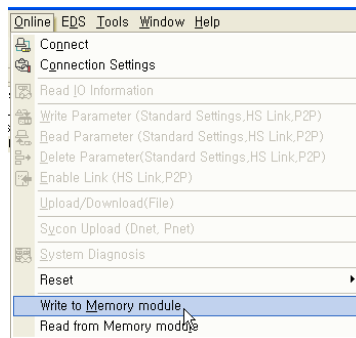 Online EDS Tools Window Help
Connect
Connection Settings
Read IO Information
Write Parameter (Standard Settings,HS Link,P2P)
Read Parameter (Standard Settings,HS Link,P2P)
Delete Parameter(Standard Settings,HS Link,P2P)
Enable Link (HS Link,P2P)
Upload/Download(File)
Sycon Upload (Dnet, Pnet)
System Diagnosis
Reset
Write to Memory module
Read from Memory module